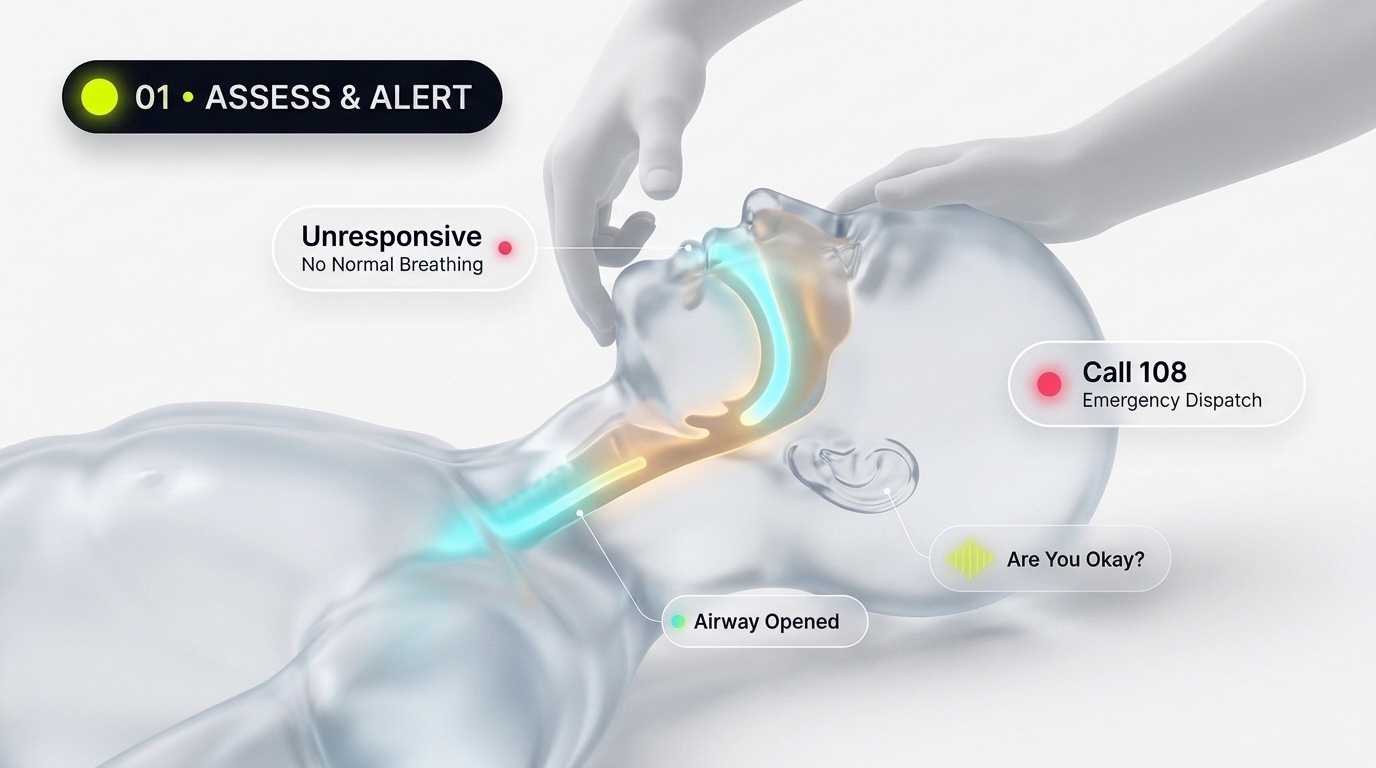 01 • ASSESS & ALERT
Unresponsive
No Normal Breathing
Call 108
Emergency Dispatch
Are You Okay?
Airway Opened